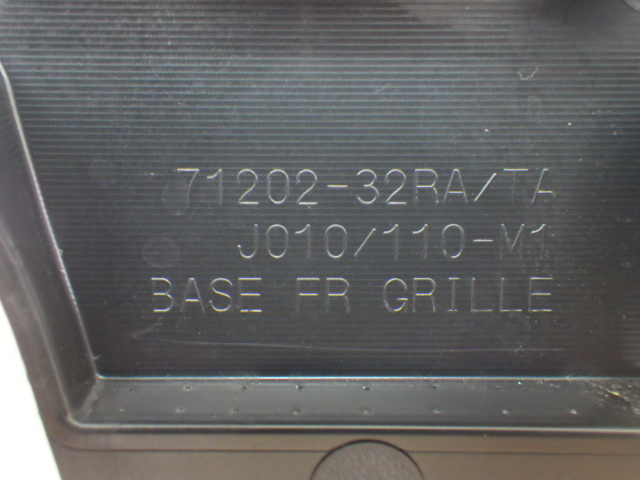 71202-32RA/TA
J010/110-M1
BASE FR GRILLE